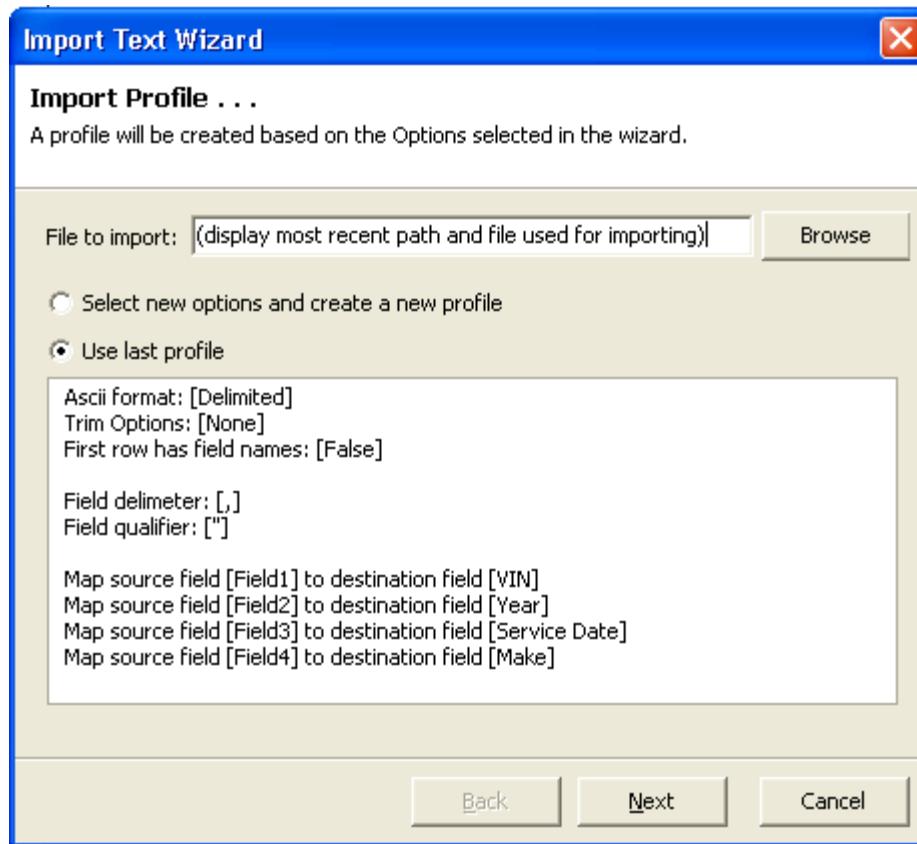 Import Text Wizard
Import Profile . . .
A profile will be created based on the Options selected in the wizard.
File to import: (display most recent path and file used for importing) Browse
Select new options and create a new profile
Use last profile
Ascii format: [Delimited]
Trim Options: [None]
First row has field names: [False]
Field delimeter: [,]
Field qualifier: ["]
Map source field [Field1] to destination field [VIN]
Map source field [Field2] to destination field [Year]
Map source field [Field3] to destination field [Service Date]
Map source field [Field4] to destination field [Make]
Back Next Cancel